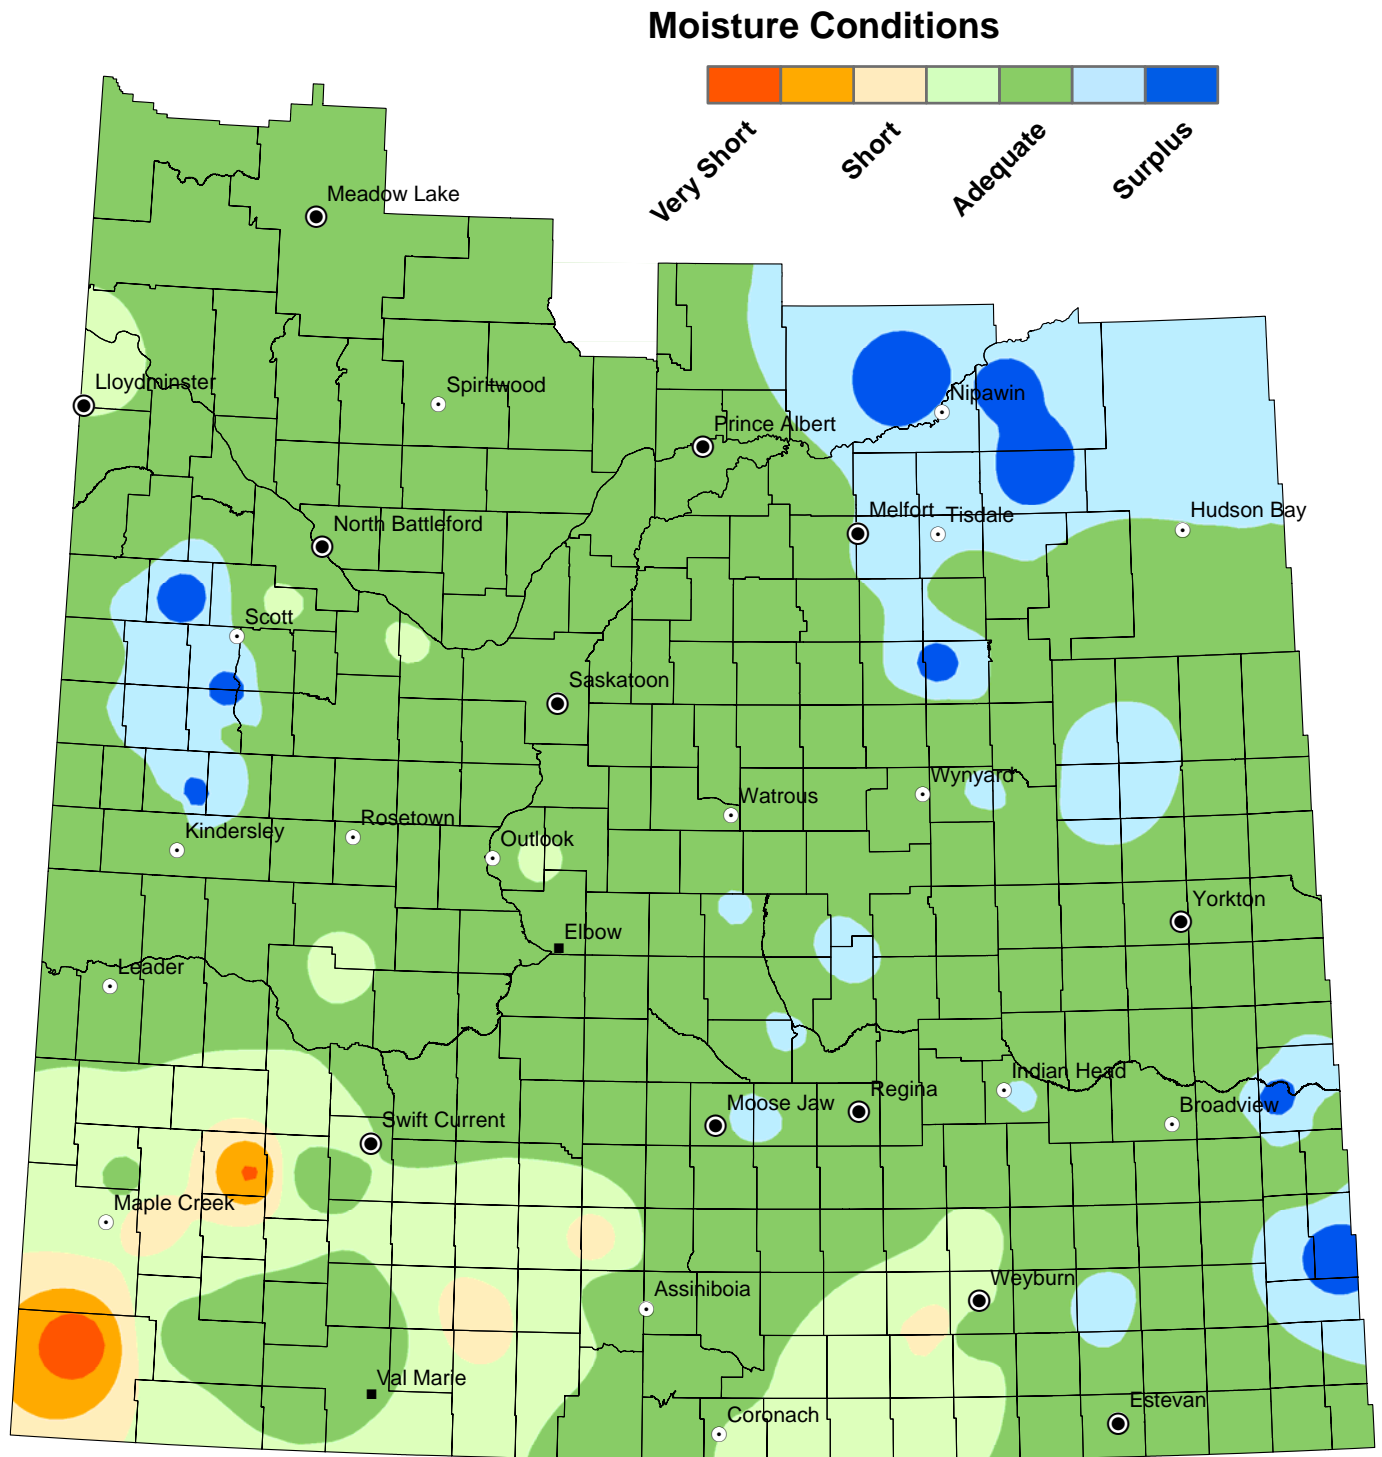 Moisture Conditions
Very Short
Short
Adequate
Surplus
Meadow Lake
Lloydminster
Spiritwood
Nipawin
Prince Albert
North Battleford
Melfort
Tisdale
Hudson Bay
Scott
Saskatoon
Wynyard
Watrous
Kindersley
Rosetown
Outlook
Yorkton
Elbow
Leader
Indian Head
Regina
Moose Jaw
Broadview
Swift Current
Maple Creek
Weyburn
Assiniboia
Val Marie
Estevan
Coronach